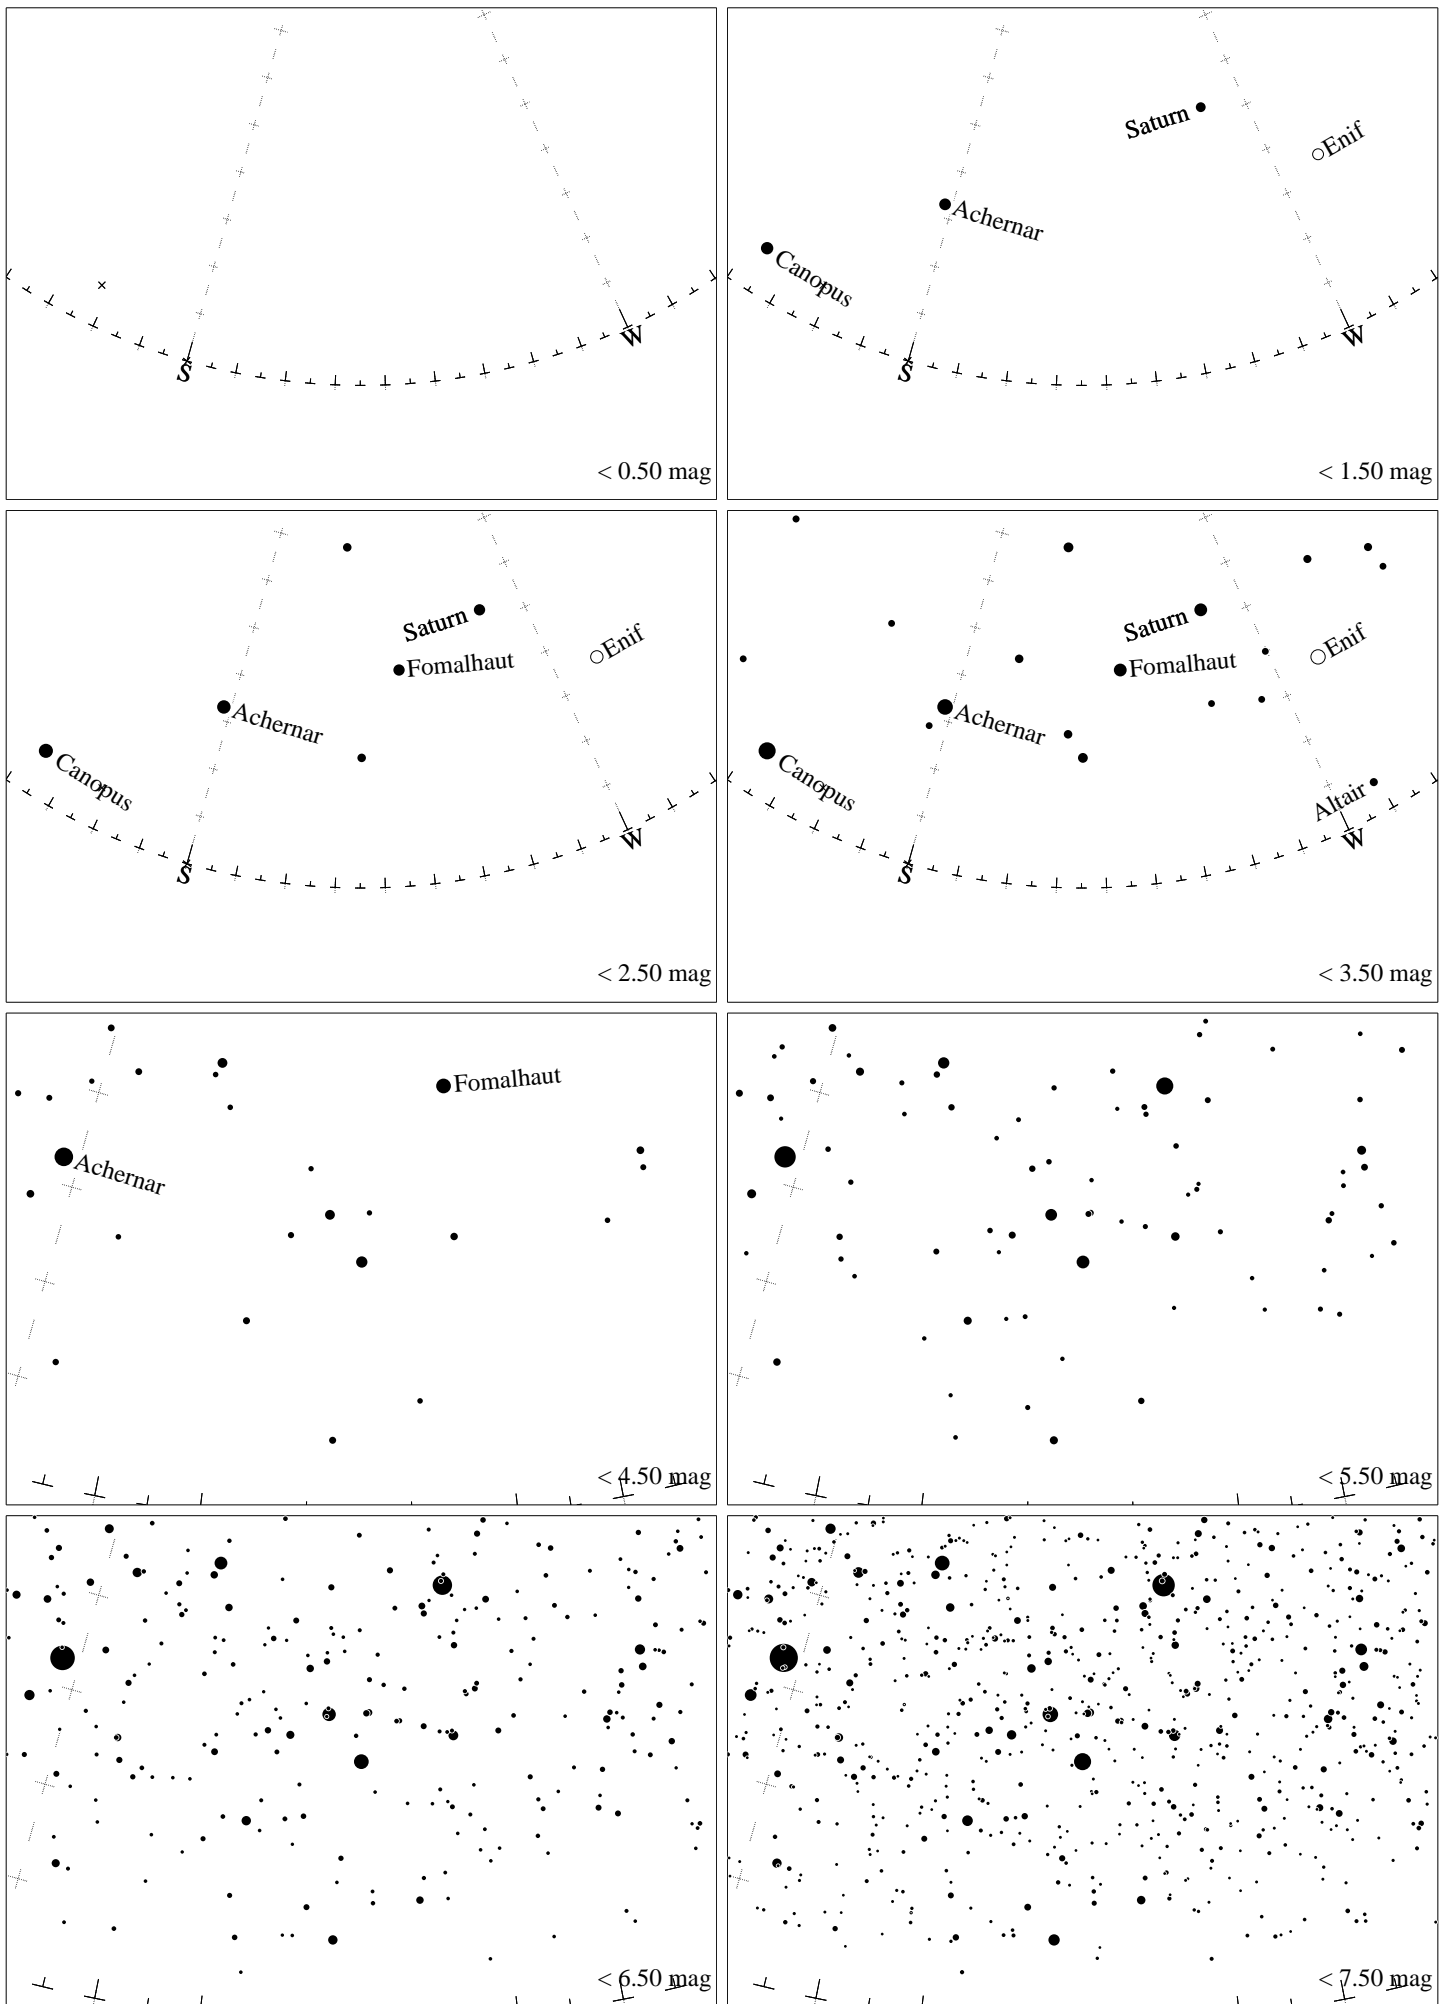 S
W
< 0.50 mag
Saturn
Enif
Achernar
Canopus
S
W
< 1.50 mag
Saturn
Enif
Fomalhaut
Achernar
Canopus
S
W
< 2.50 mag
Saturn
Enif
Fomalhaut
Achernar
Canopus
Altair
S
W
< 3.50 mag
Fomalhaut
Achernar
< 4.50 mag
< 5.50 mag
< 6.50 mag
< 7.50 mag